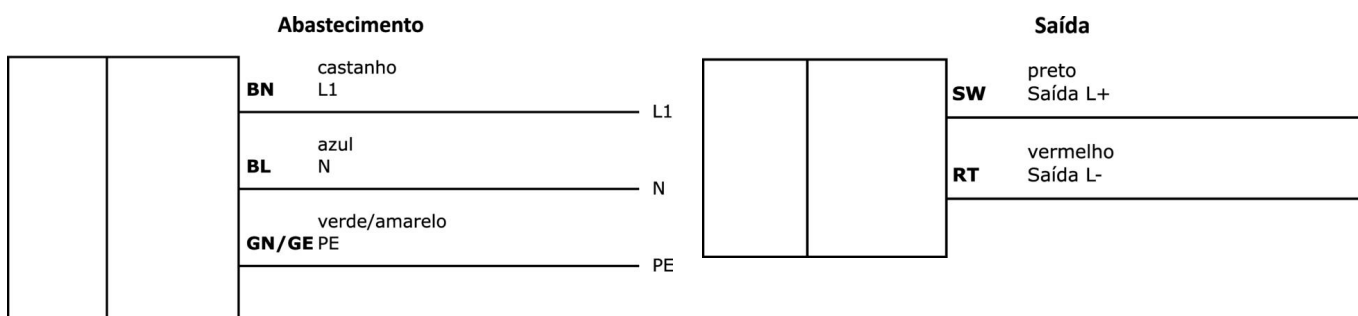 Abastecimento
castanho
BN L1
L1
azul
BL N
N
verde/amarelo
GN/GE PE
PE
Saída
preto
SW Saída L+
vermelho
RT Saída L-